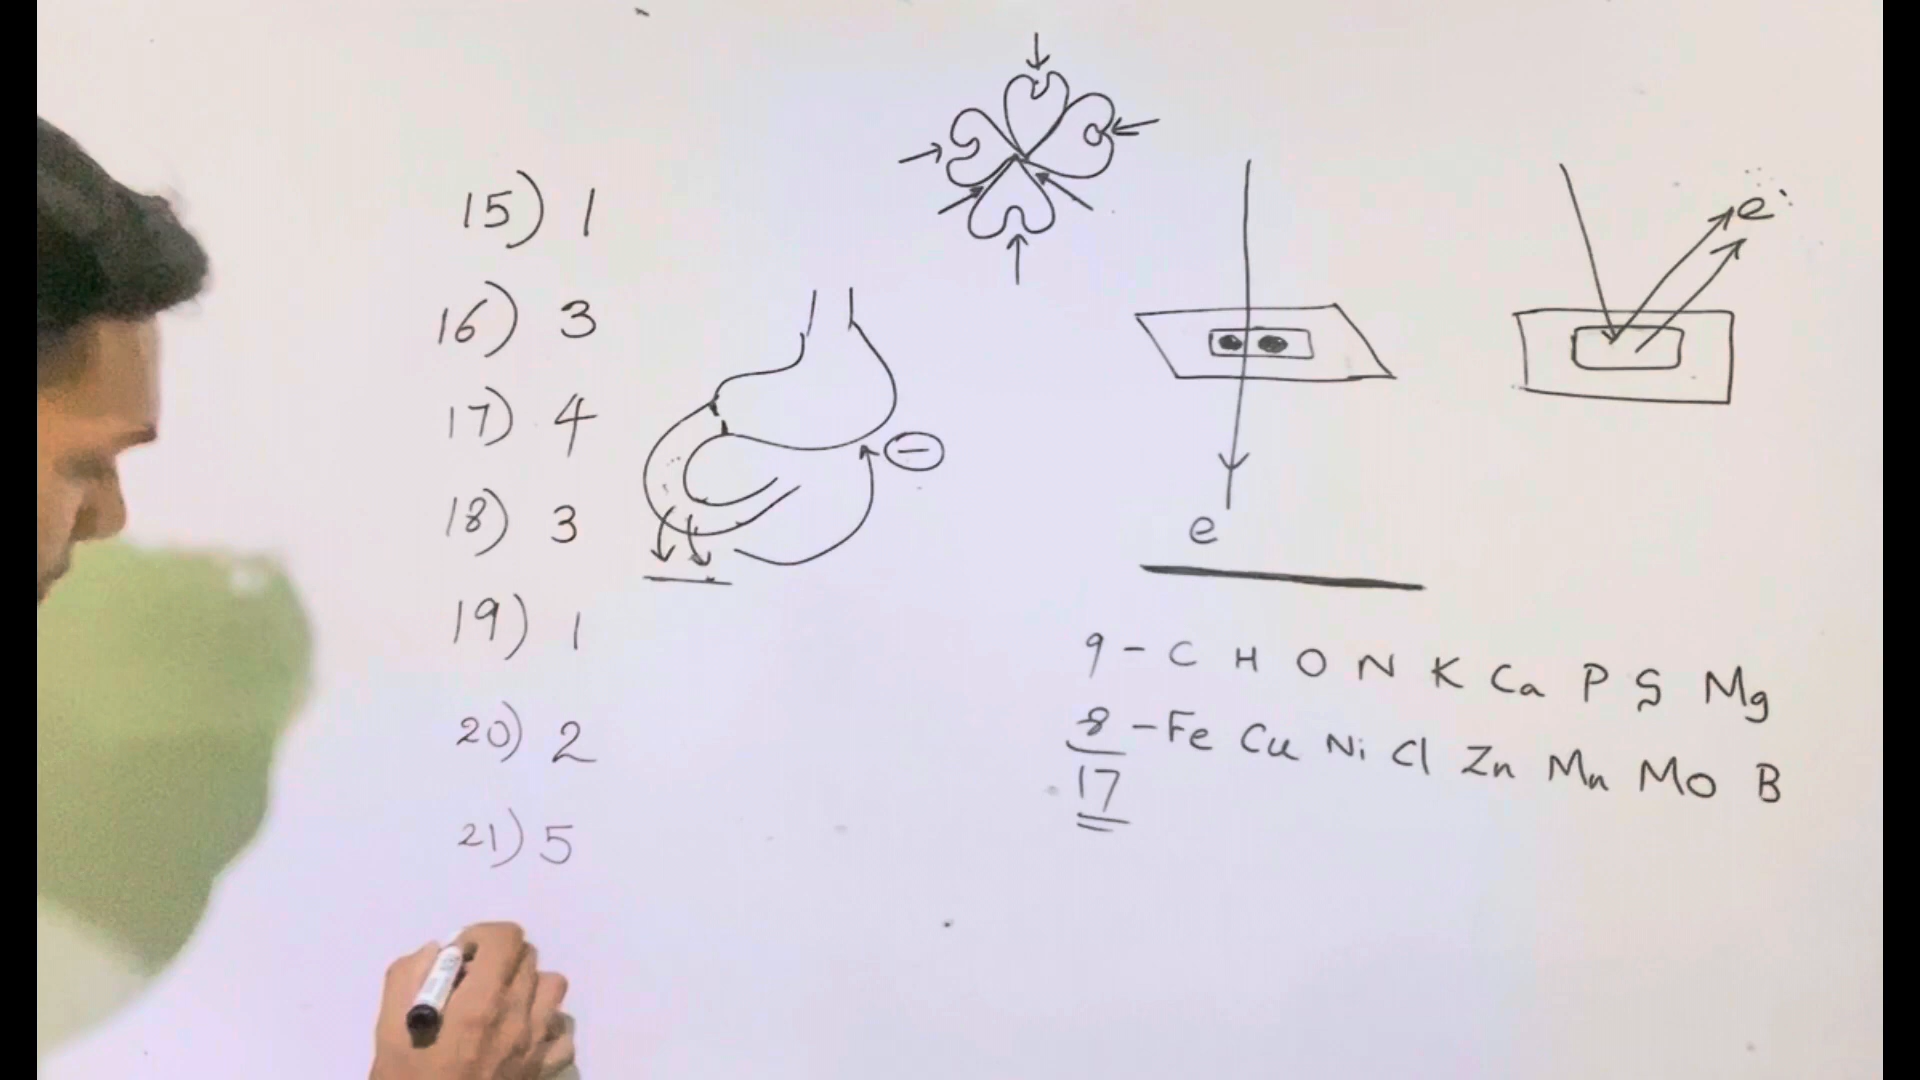 15) 1
16) 3
17) 4
18) 3
19) 1
20) 2
21) 5
e
e
9 - C H O N K Ca P S Mg
8 - Fe Cu Ni Cl Zn Mn Mo B
17